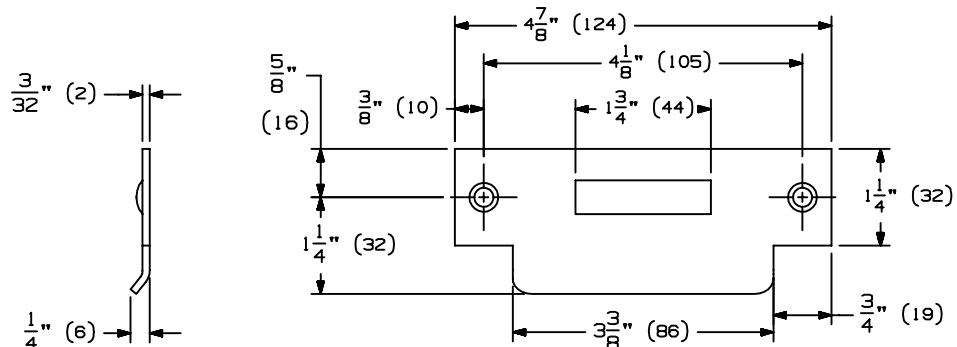 4 7/8" (124)
4 1/8" (105)
5/8"
(16)
3/32" (2)
3/8" (10)
1 3/4" (44)
1 1/4" (32)
1 1/4" (32)
1/4" (6)
3 3/8" (86)
3/4" (19)